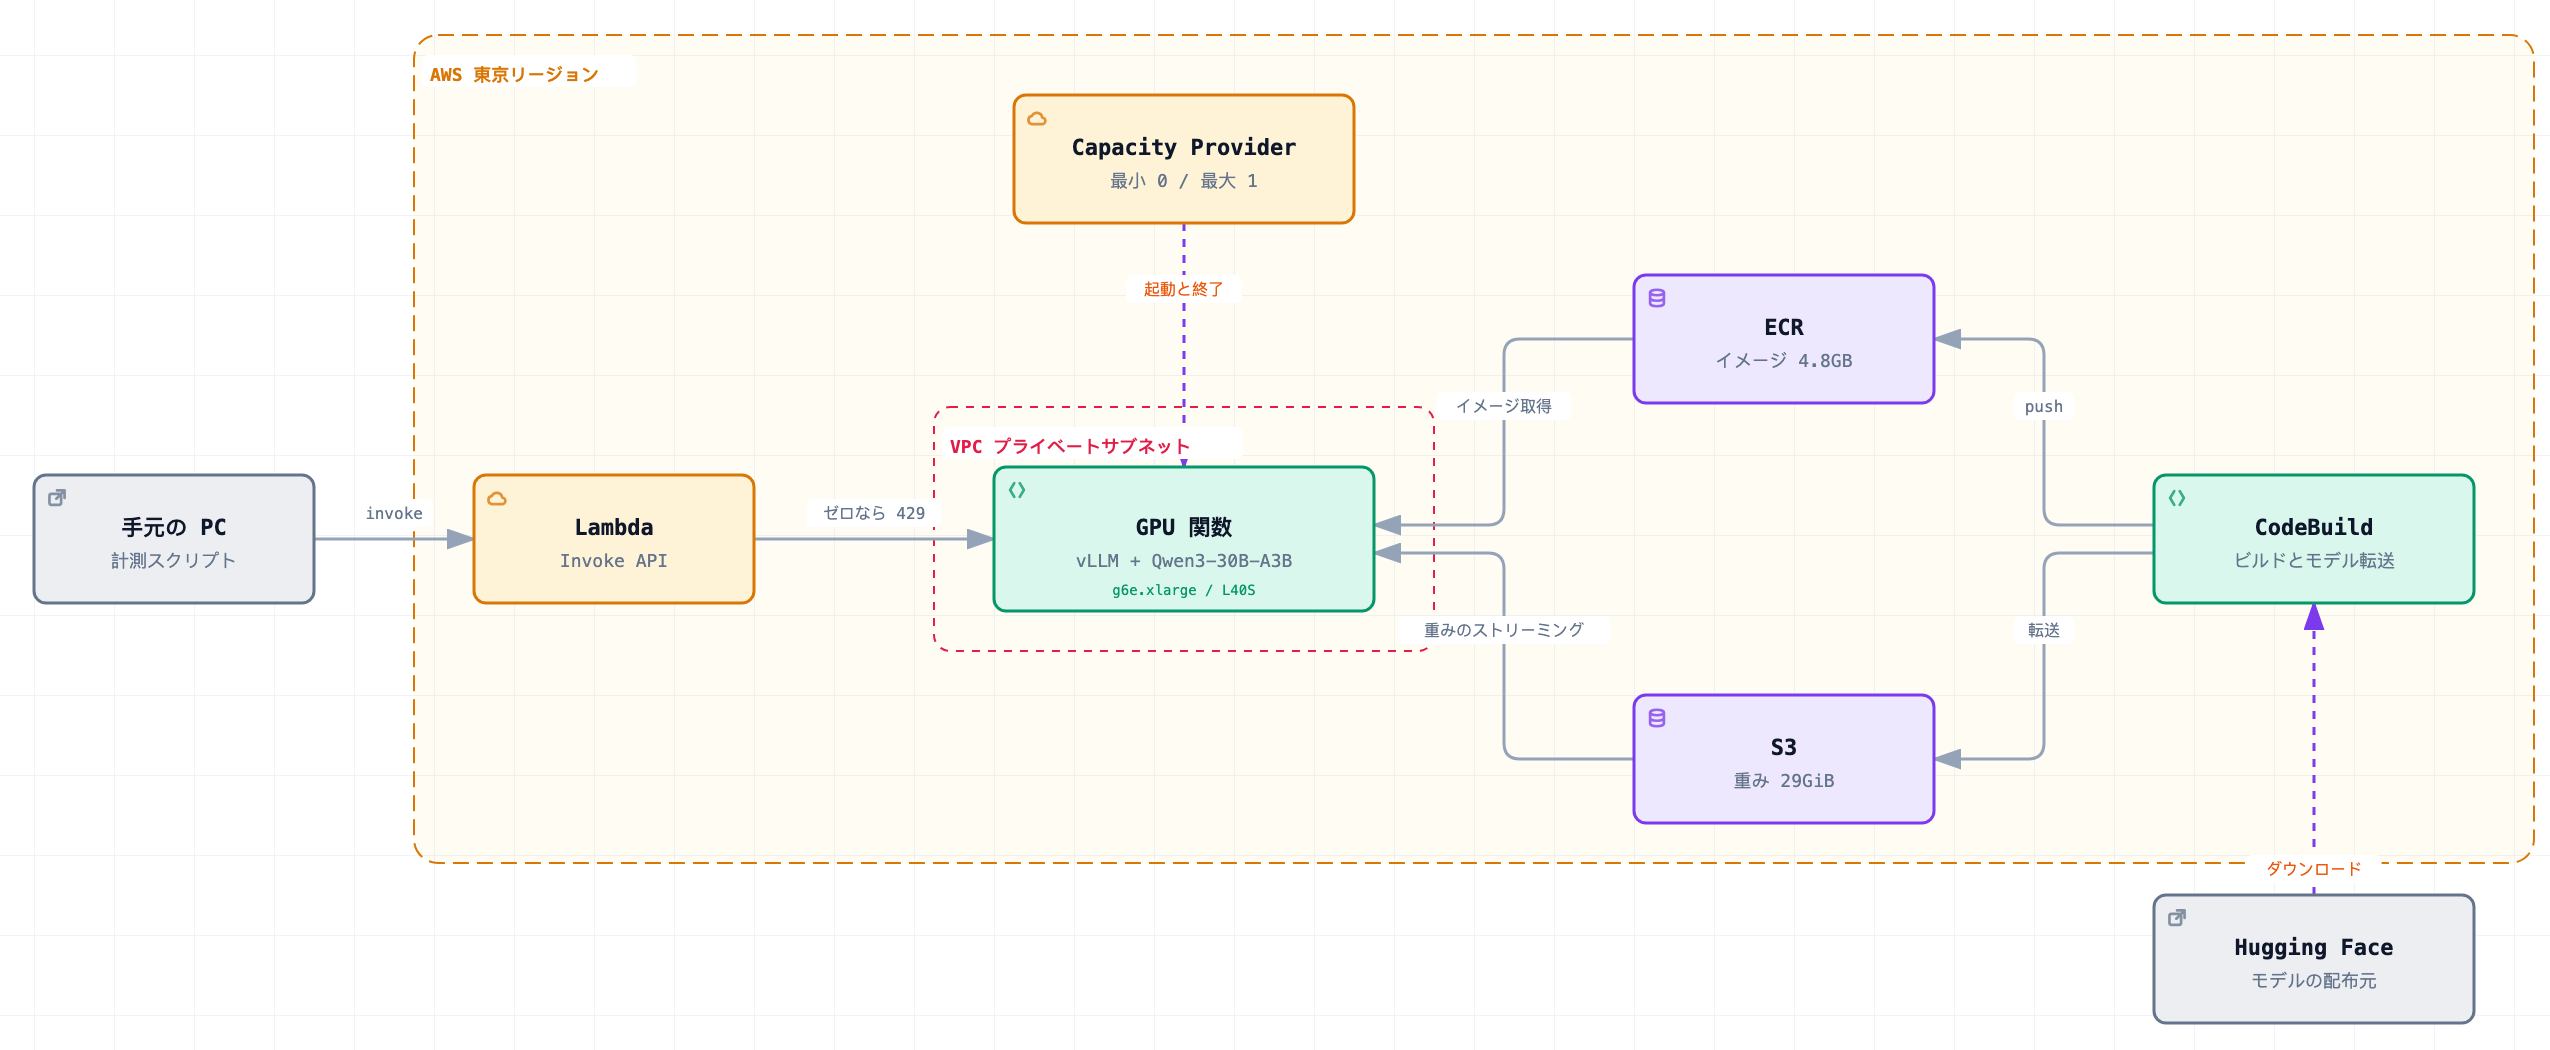 AWS 東京リージョン
Capacity Provider
最小 0 / 最大 1
起動と終了
ECR
イメージ 4.8GB
イメージ取得
push
VPC プライベートサブネット
手元の PC
計測スクリプト
invoke
Lambda
Invoke API
ゼロなら 429
GPU 関数
vLLM + Qwen3-30B-A3B
g6e.xlarge / L40S
CodeBuild
ビルドとモデル転送
重みのストリーミング
転送
S3
重み 29GiB
ダウンロード
Hugging Face
モデルの配布元